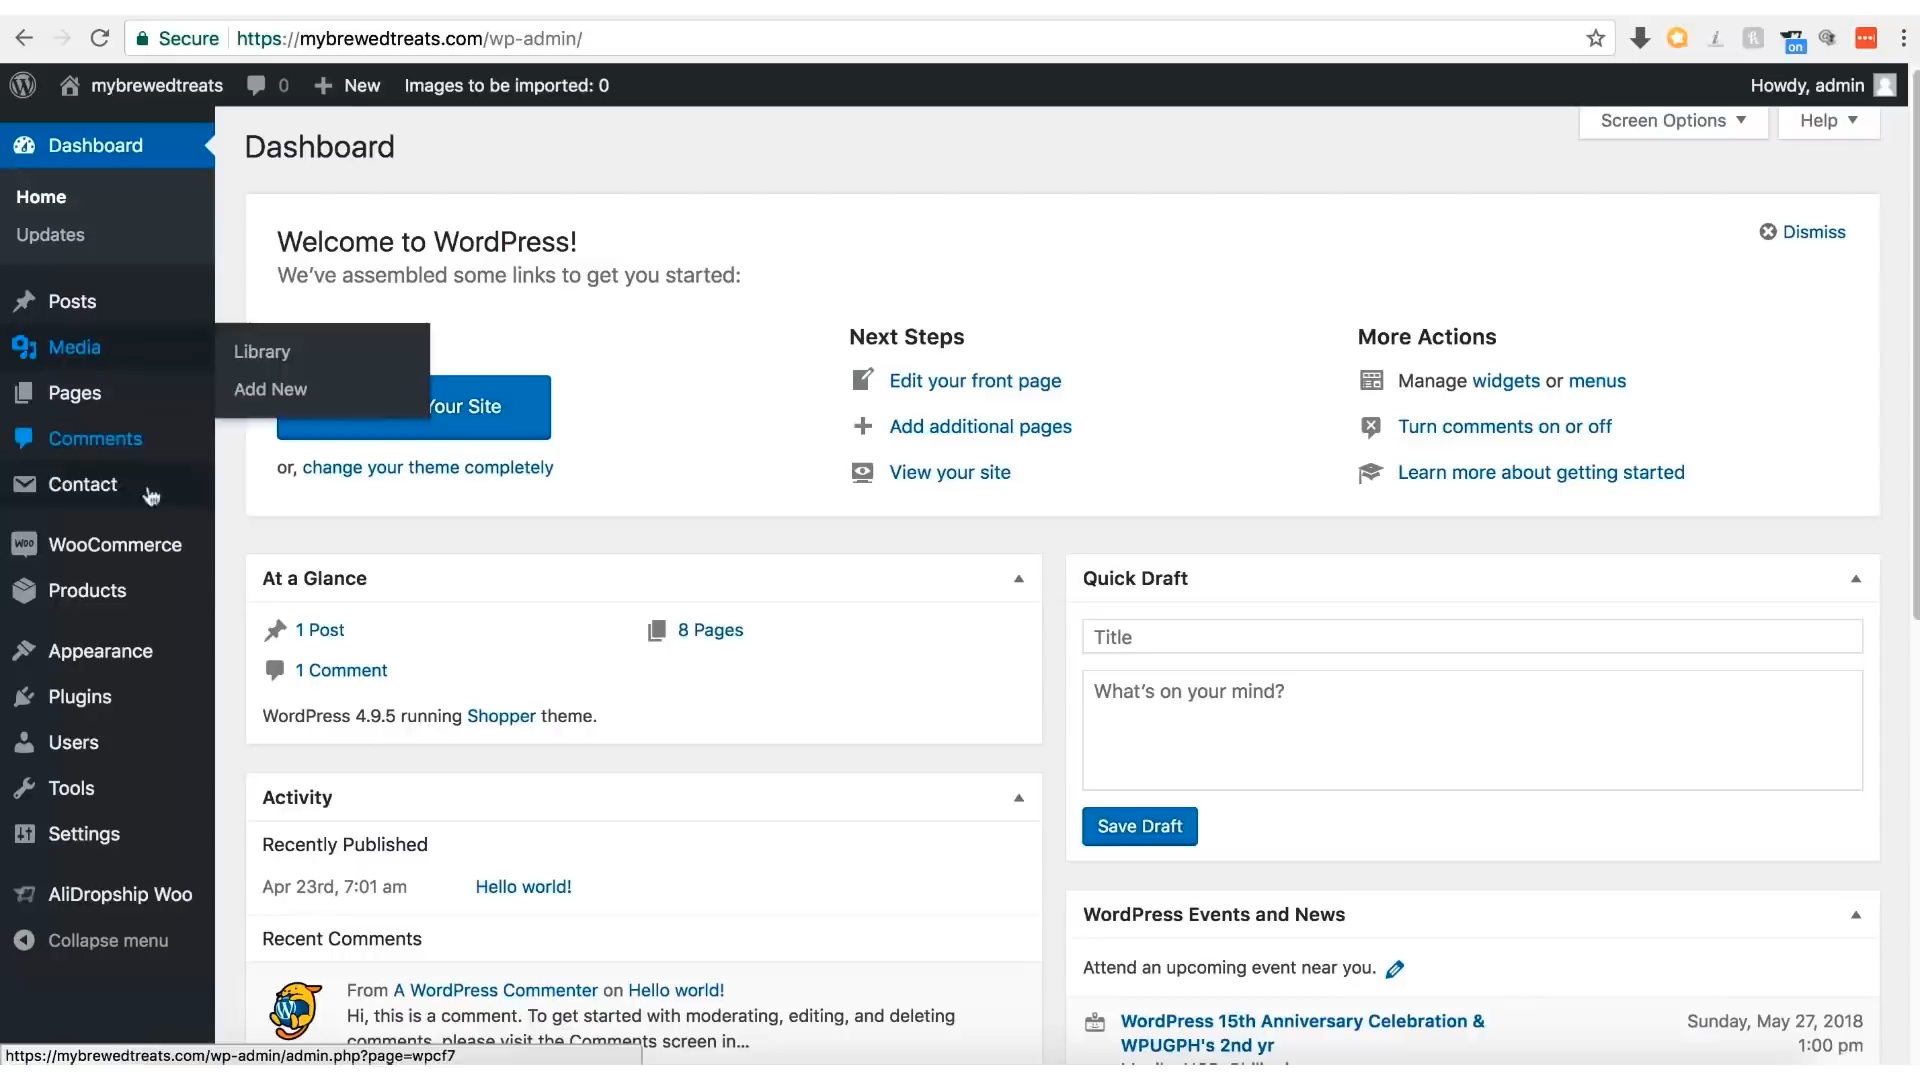 Secure https://mybrewedtreats.com/wp-admin/
on
mybrewedtreats 0 New Images to be imported: 0 Howdy, admin
Screen Options Help
Dashboard
Home
Updates
Posts
Media
Library
Add New
Pages
Comments
Contact
WOO WooCommerce
Products
Appearance
Plugins
Users
Tools
Settings
AliDropship Woo
Collapse menu
Dashboard
Welcome to WordPress!
Dismiss
We’ve assembled some links to get you started:
Your Site
or, change your theme completely
Next Steps
Edit your front page
Add additional pages
View your site
More Actions
Manage widgets or menus
Turn comments on or off
Learn more about getting started
At a Glance
1 Post 8 Pages
1 Comment
WordPress 4.9.5 running Shopper theme.
Activity
Recently Published
Apr 23rd, 7:01 am Hello world!
Recent Comments
From A WordPress Commenter on Hello world!
Hi, this is a comment. To get started with moderating, editing, and deleting
comments, please visit the Comments screen in...
Quick Draft
Title
What’s on your mind?
Save Draft
WordPress Events and News
Attend an upcoming event near you.
WordPress 15th Anniversary Celebration & Sunday, May 27, 2018
WPUGPH's 2nd yr 1:00 pm
https://mybrewedtreats.com/wp-admin/admin.php?page=wpcf7